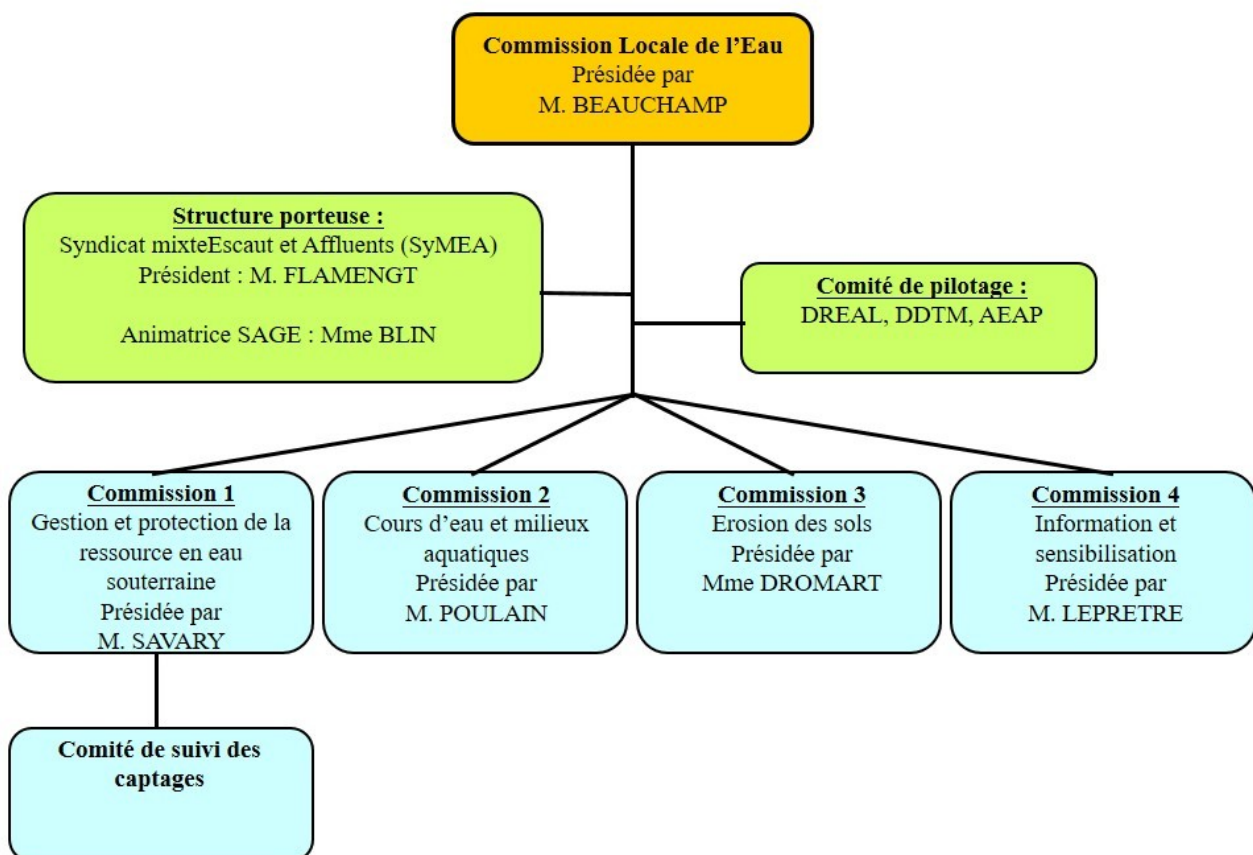 Commission Locale de l’Eau
Présidée par
M. BEAUCHAMP
Structure porteuse :
Syndicat mixteEscaut et Affluents (SyMEA)
Président : M. FLAMENGT
Animatrice SAGE : Mme BLIN
Comité de pilotage :
DREAL, DDTM, AEAP
Commission 1
Gestion et protection de la
ressource en eau
souterraine
Présidée par
M. SAVARY
Commission 2
Cours d’eau et milieux
aquatiques
Présidée par
M. POULAIN
Commission 3
Erosion des sols
Présidée par
Mme DROMART
Commission 4
Information et
sensibilisation
Présidée par
M. LEPRETRE
Comité de suivi des
captages